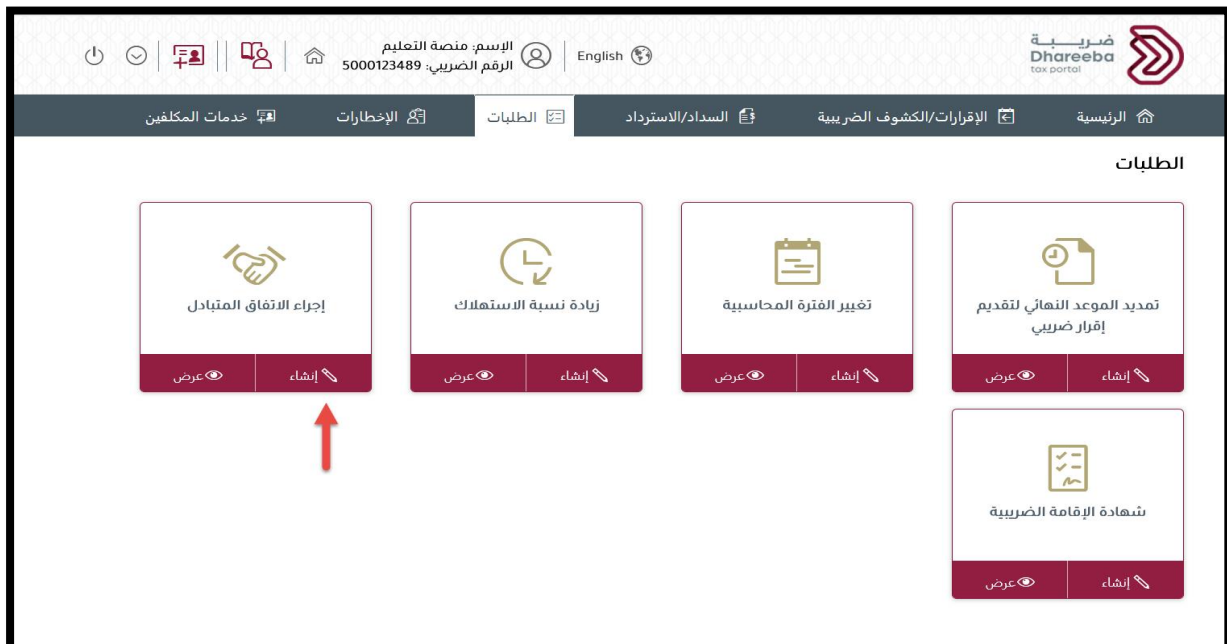 ضريبة
Dhareeba
tax portal
English
الإسم: منصة التعليم
الرقم الضريبي: 5000123489
الرئيسية
الإقرارات/الكشوف الضريبية
السداد/الاسترداد
الطلبات
الإخطارات
خدمات المكلفين
الطلبات
تمديد الموعد النهائي لتقديم
إقرار ضريبي
إنشاء
عرض
تغيير الفترة المحاسبية
إنشاء
عرض
زيادة نسبة الاستهلاك
إنشاء
عرض
إجراء الاتفاق المتبادل
إنشاء
عرض
شهادة الإقامة الضريبية
إنشاء
عرض